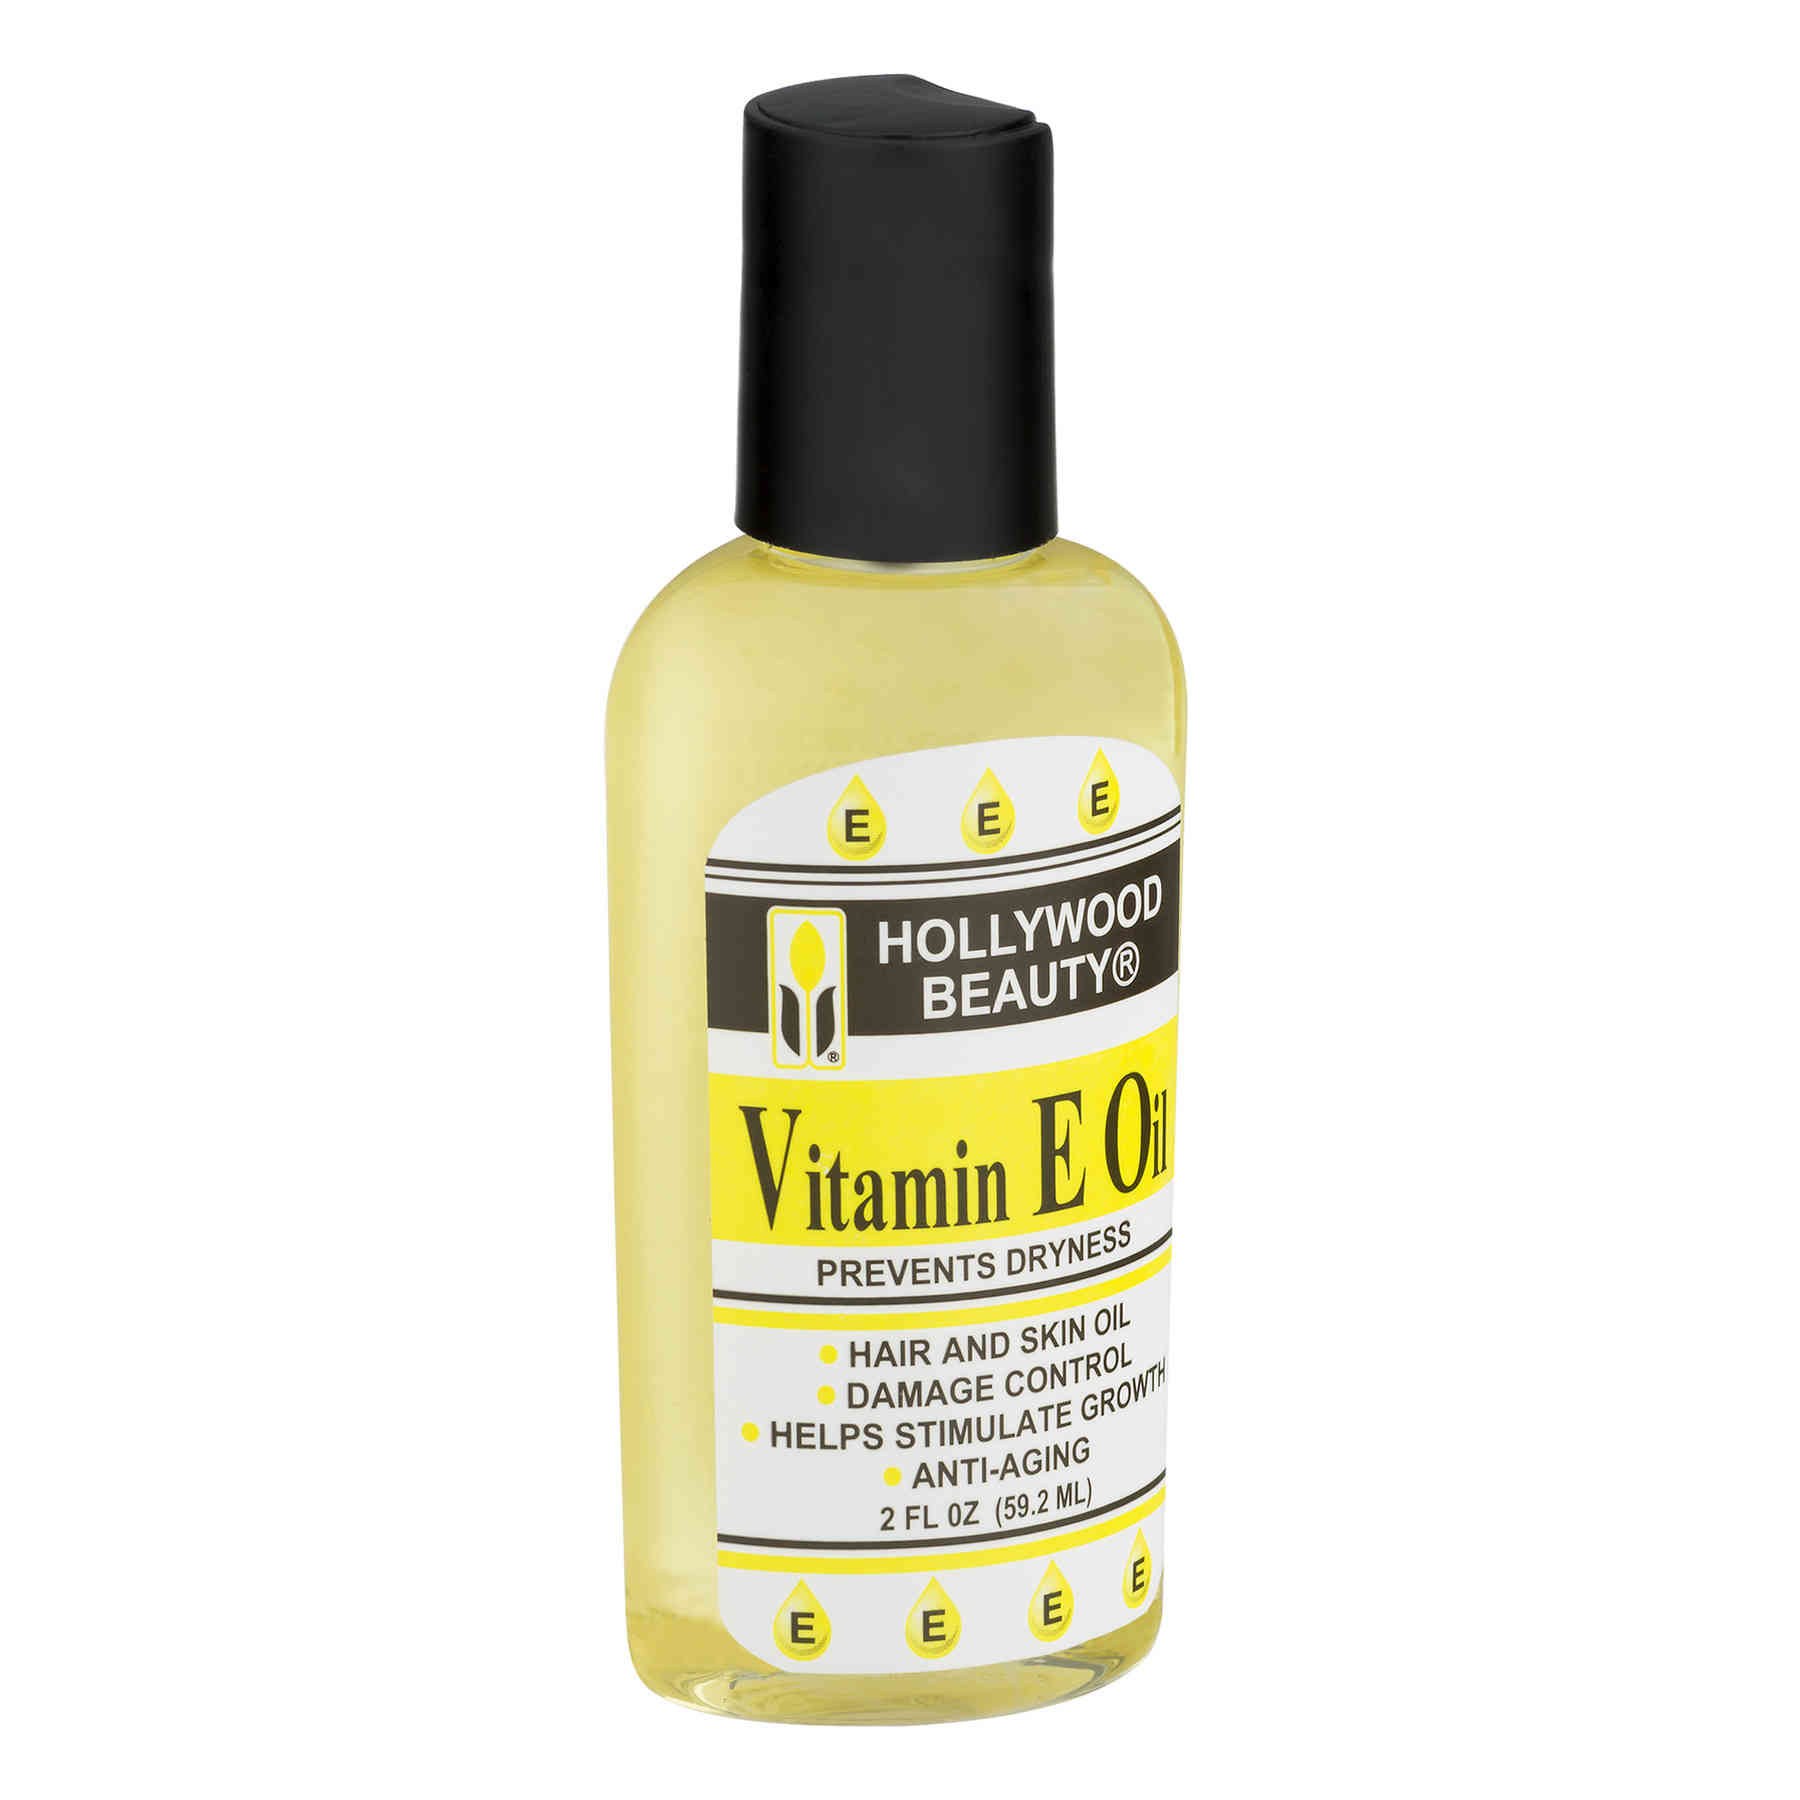 E E E
HOLLYWOOD
BEAUTY®
®
Vitamin E Oil
PREVENTS DRYNESS
• HAIR AND SKIN OIL
• DAMAGE CONTROL
• HELPS STIMULATE GROWTH
• ANTI-AGING
2 FL 0Z (59.2 ML)
E E E E